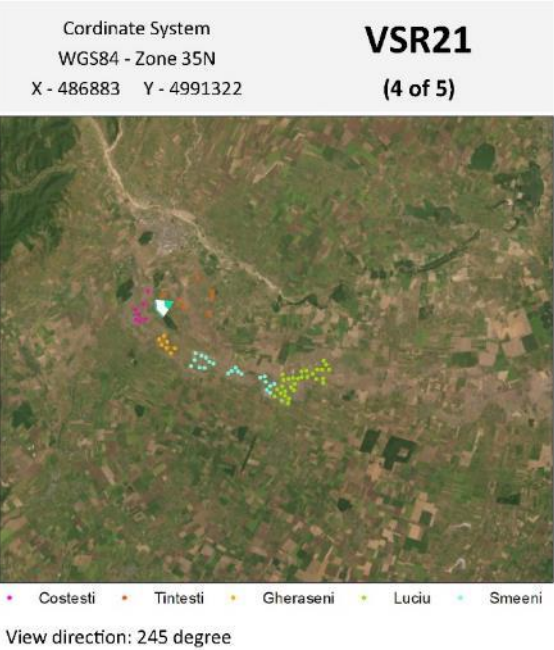 Cordinate System
WGS84 - Zone 35N
X - 486883 Y - 4991322
VSR21
(4 of 5)
Costesti Tintesti Gheraseni Luciu Smeeni
View direction: 245 degree